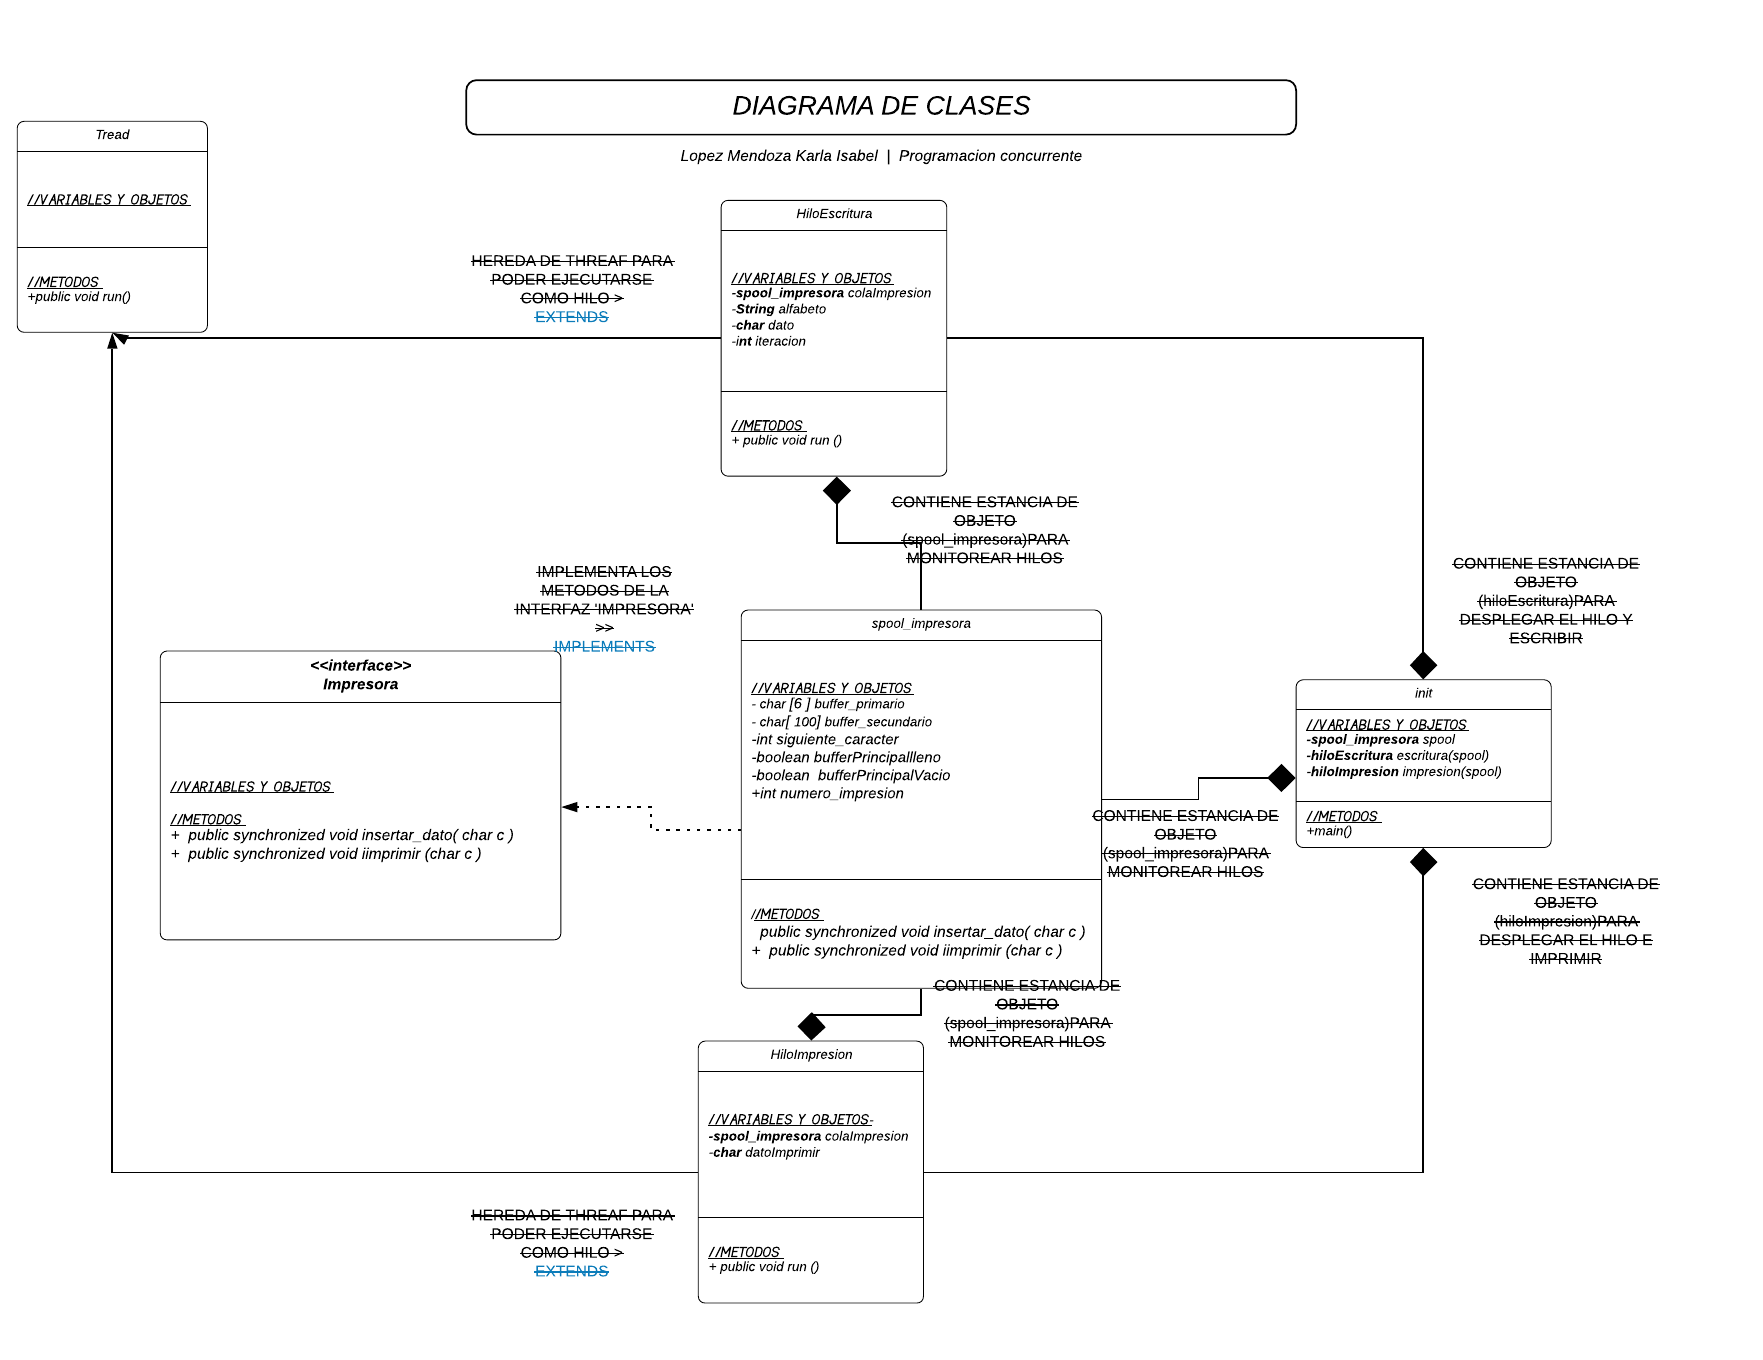 DIAGRAMA DE CLASES
Lopez Mendoza Karla Isabel | Programacion concurrente
Tread
//VARIABLES Y OBJETOS
//METODOS
+public void run()
HEREDA DE THREAF PARA
PODER EJECUTARSE
COMO HILO >
EXTENDS
HiloEscritura
//VARIABLES Y OBJETOS
-spool_impresora colaImpresion
-String alfabeto
-char dato
-int iteracion
//METODOS
+ public void run ()
CONTIENE ESTANCIA DE
OBJETO
(spool_impresora)PARA
MONITOREAR HILOS
IMPLEMENTA LOS
METODOS DE LA
INTERFAZ 'IMPRESORA'
>>
IMPLEMENTS
<<interface>>
Impresora
//VARIABLES Y OBJETOS
//METODOS
+ public synchronized void insertar_dato( char c )
+ public synchronized void iimprimir (char c )
spool_impresora
//VARIABLES Y OBJETOS
- char [6 ] buffer_primario
- char[ 100] buffer_secundario
-int siguiente_caracter
-boolean bufferPrincipallleno
-boolean bufferPrincipalVacio
+int numero_impresion
//METODOS
public synchronized void insertar_dato( char c )
+ public synchronized void iimprimir (char c )
CONTIENE ESTANCIA DE
OBJETO
(hiloEscritura)PARA
DESPLEGAR EL HILO Y
ESCRIBIR
init
//VARIABLES Y OBJETOS
-spool_impresora spool
-hiloEscritura escritura(spool)
-hiloImpresion impresion(spool)
//METODOS
+main()
CONTIENE ESTANCIA DE
OBJETO
(spool_impresora)PARA
MONITOREAR HILOS
CONTIENE ESTANCIA DE
OBJETO
(hiloImpresion)PARA
DESPLEGAR EL HILO E
IMPRIMIR
CONTIENE ESTANCIA DE
OBJETO
(spool_impresora)PARA
MONITOREAR HILOS
HiloImpresion
//VARIABLES Y OBJETOS-
-spool_impresora colaImpresion
-char datoImprimir
//METODOS
+ public void run ()
HEREDA DE THREAF PARA
PODER EJECUTARSE
COMO HILO >
EXTENDS